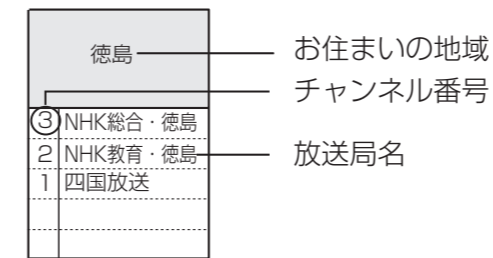 徳島
お住まいの地域
チャンネル番号
③ NHK総合・徳島
2 NHK教育・徳島
放送局名
1 四国放送